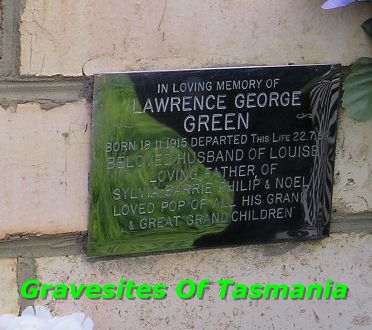 IN LOVING MEMORY OF
LAWRENCE GEORGE
GREEN
BORN 18 11 1915 DEPARTED THIS LIFE 22.7.
BELOVED HUSBAND OF LOUISE
LOVING FATHER OF
SYLVIA BARRIE PHILIP & NOEL
LOVED POP OF ALL HIS GRAND
& GREAT GRAND CHILDREN
Gravesites Of Tasmania